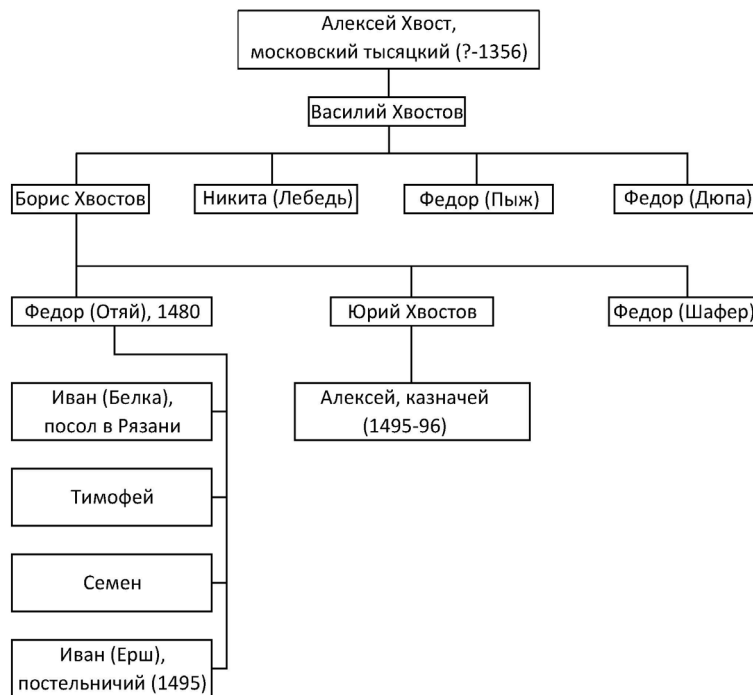 Алексей Хвост,
московский тысяцкий (?-1356)
Василий Хвостов
Борис Хвостов
Никита (Лебедь)
Федор (Пыж)
Федор (Дюпа)
Федор (Отяй), 1480
Юрий Хвостов
Федор (Шафер)
Иван (Белка),
посол в Рязани
Алексей, казначей
(1495-96)
Тимофей
Семен
Иван (Ерш),
постельничий (1495)